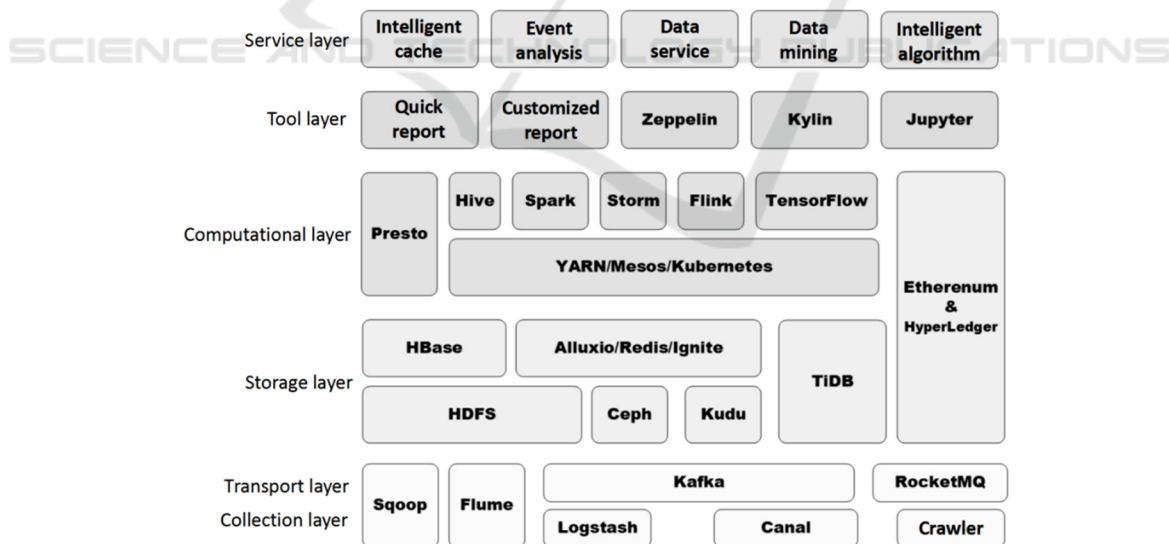 SCIENCE AND TECHNOLOGY PUBLICATIONS
Service layer
Intelligent
cache
Event
analysis
Data
service
Data
mining
Intelligent
algorithm
Tool layer
Quick
report
Customized
report
Zeppelin
Kylin
Jupyter
Computational layer
Presto
Hive
Spark
Storm
Flink
TensorFlow
YARN/Mesos/Kubernetes
Etherenum
&
HyperLedger
Storage layer
HBase
Alluxio/Redis/Ignite
TiDB
HDFS
Ceph
Kudu
Transport layer
Collection layer
Sqoop
Flume
Kafka
RocketMQ
Logstash
Canal
Crawler